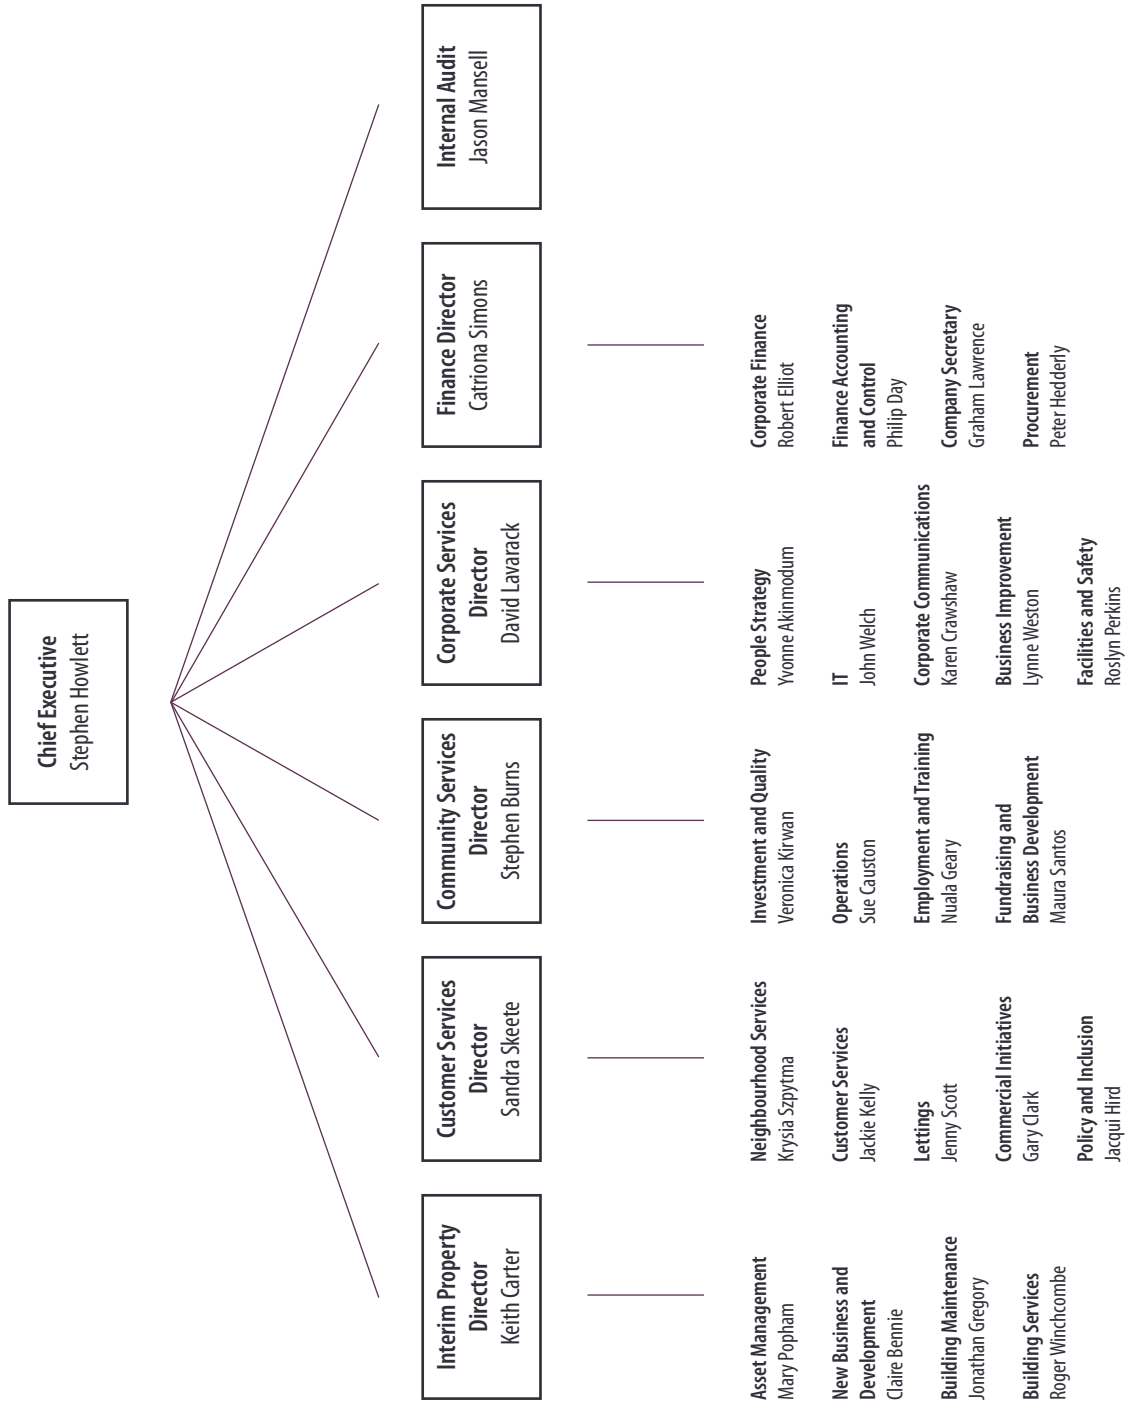 Chief Executive
Stephen Howlett
Interim Property
Director
Keith Carter
Customer Services
Director
Sandra Skeete
Community Services
Director
Stephen Burns
Corporate Services
Director
David Lavarack
Finance Director
Catriona Simons
Internal Audit
Jason Mansell
Asset Management
Mary Popham
New Business and
Development
Claire Bennie
Building Maintenance
Jonathan Gregory
Building Services
Roger Winchcombe
Neighbourhood Services
Krysia Szpytma
Customer Services
Jackie Kelly
Lettings
Jenny Scott
Commercial Initiatives
Gary Clark
Policy and Inclusion
Jacqui Hird
Investment and Quality
Veronica Kirwan
Operations
Sue Causton
Employment and Training
Nuala Geary
Fundraising and
Business Development
Maura Santos
People Strategy
Yvonne Akinmodum
IT
John Welch
Corporate Communications
Karen Crawshaw
Business Improvement
Lynne Weston
Facilities and Safety
Roslyn Perkins
Corporate Finance
Robert Elliot
Finance Accounting
and Control
Philip Day
Company Secretary
Graham Lawrence
Procurement
Peter Hedderly